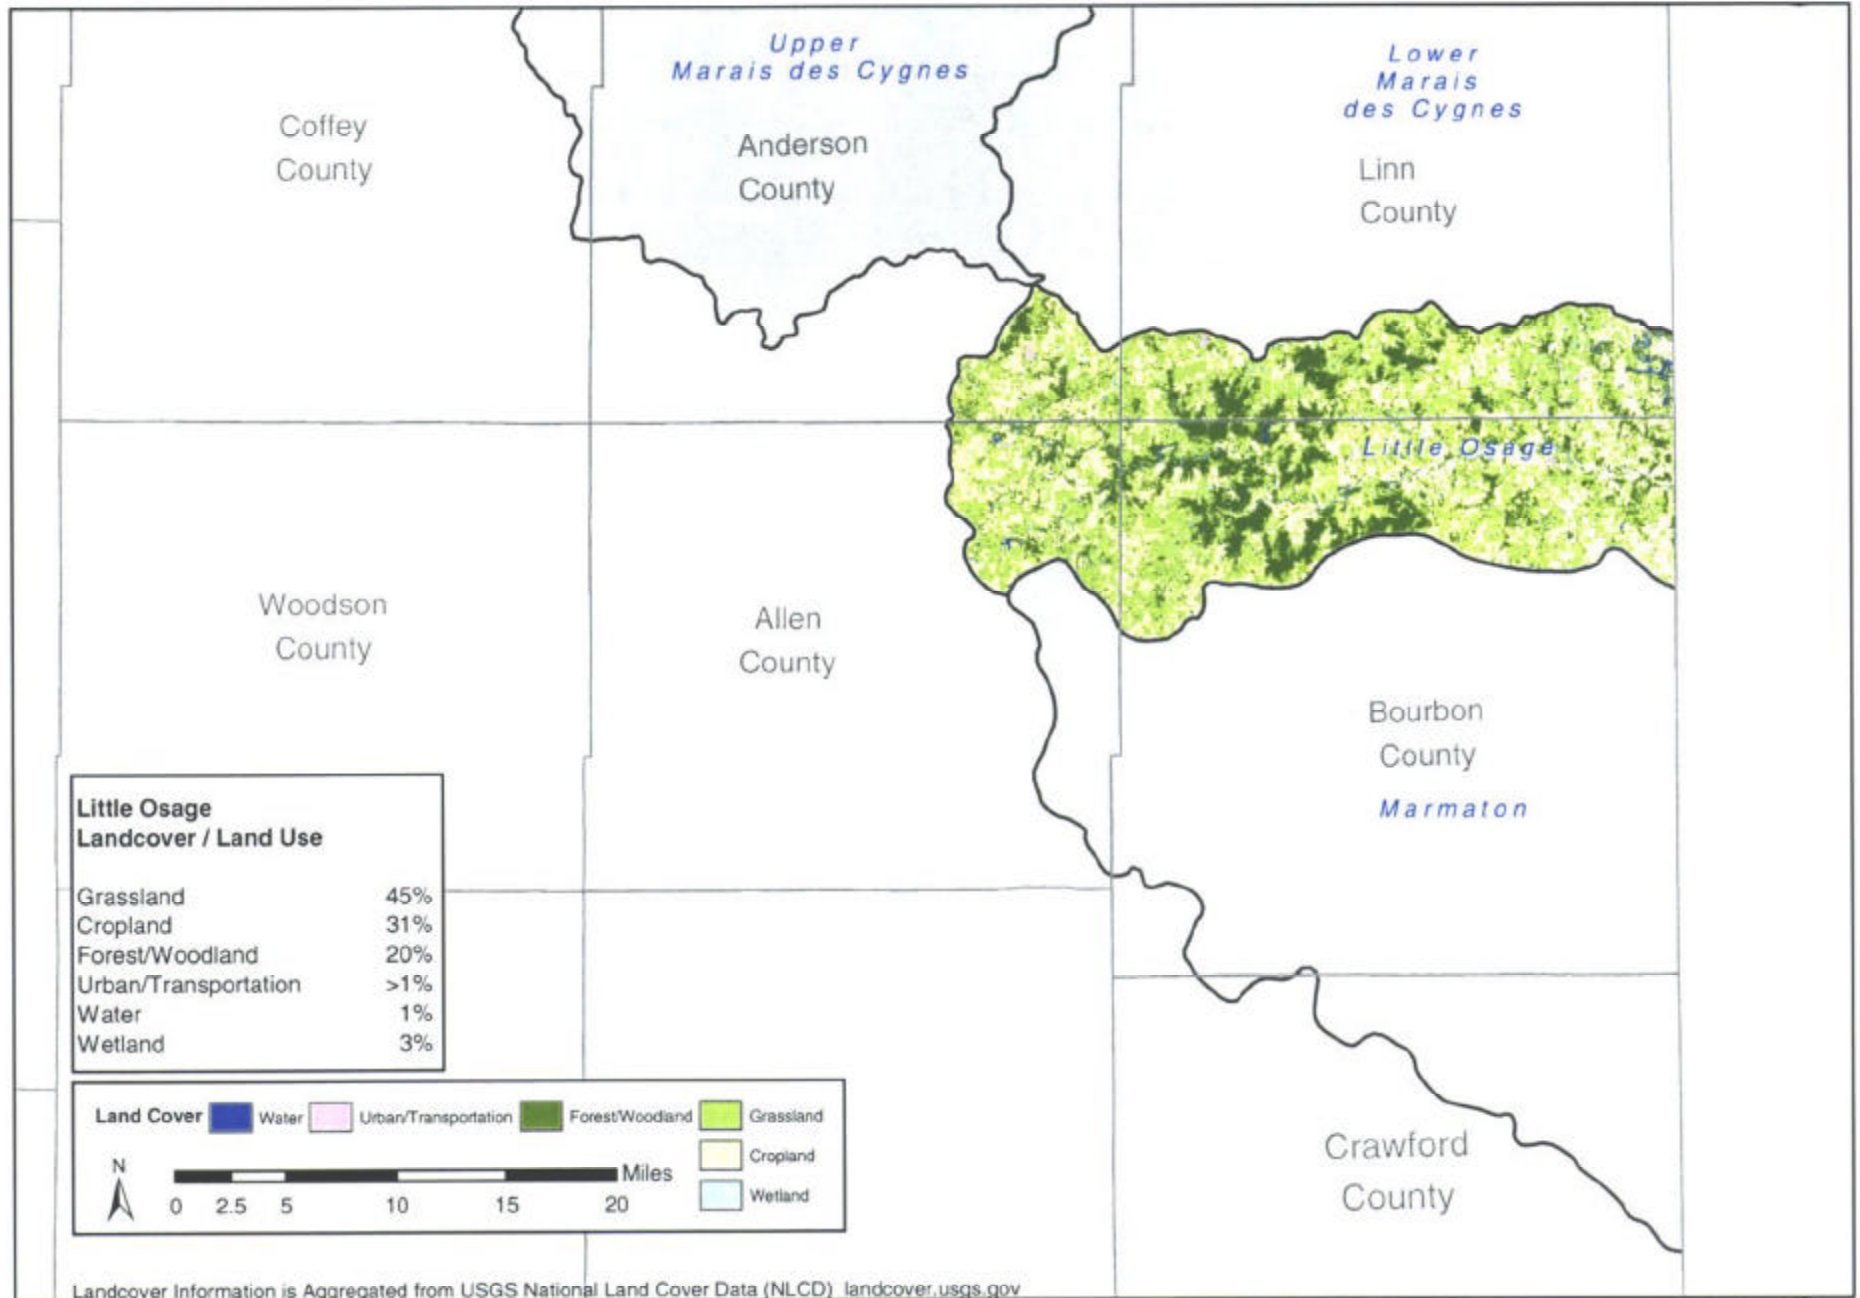 Upper
Marais des Cygnes
Lower
Marais
des Cygnes
Coffey
County
Anderson
County
Linn
County
Little Osage
Woodson
County
Allen
County
Bourbon
County
Marmaton
Little Osage
Landcover / Land Use
Grassland 45%
Cropland 31%
Forest/Woodland 20%
Urban/Transportation >1%
Water 1%
Wetland 3%
Land Cover Water Urban/Transportation Forest/Woodland Grassland
Cropland
Wetland
N
Miles
0 2.5 5 10 15 20
Crawford
County
Landcover Information is Aggregated from USGS National Land Cover Data (NLCD) landcover.usgs.gov